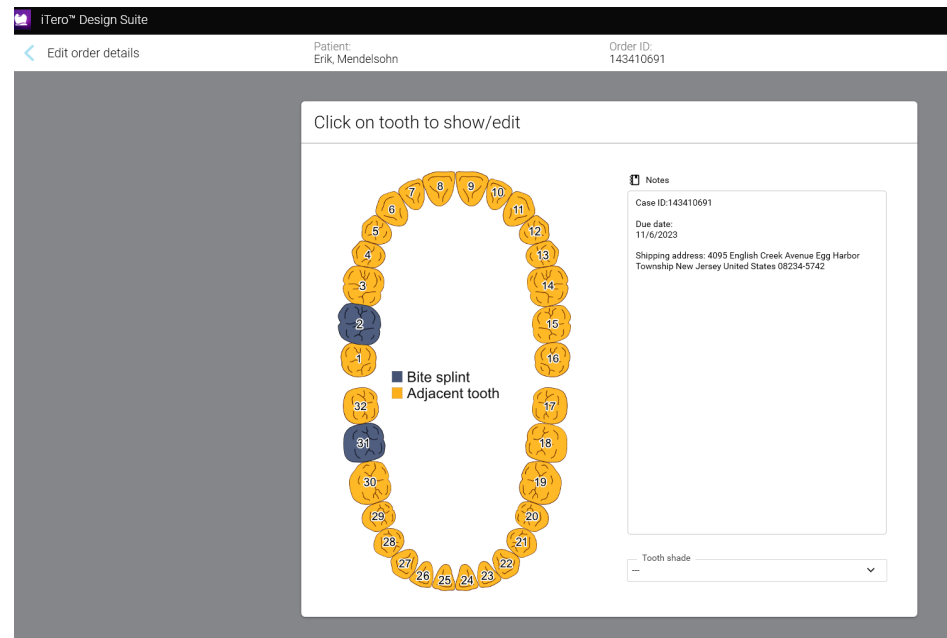 iTero™ Design Suite
Edit order details
Patient:
Erik, Mendelsohn
Order ID:
143410691
Click on tooth to show/edit
1
2
3
4
5
6
7
8
9
10
11
12
13
14
15
16
Bite splint
Adjacent tooth
32
31
30
29
28
27
26
25
24
23
22
21
20
19
18
17
Notes
Case ID:143410691
Due date:
11/6/2023
Shipping address: 4095 English Creek Avenue Egg Harbor
Township New Jersey United States 08234-5742
Tooth shade
---